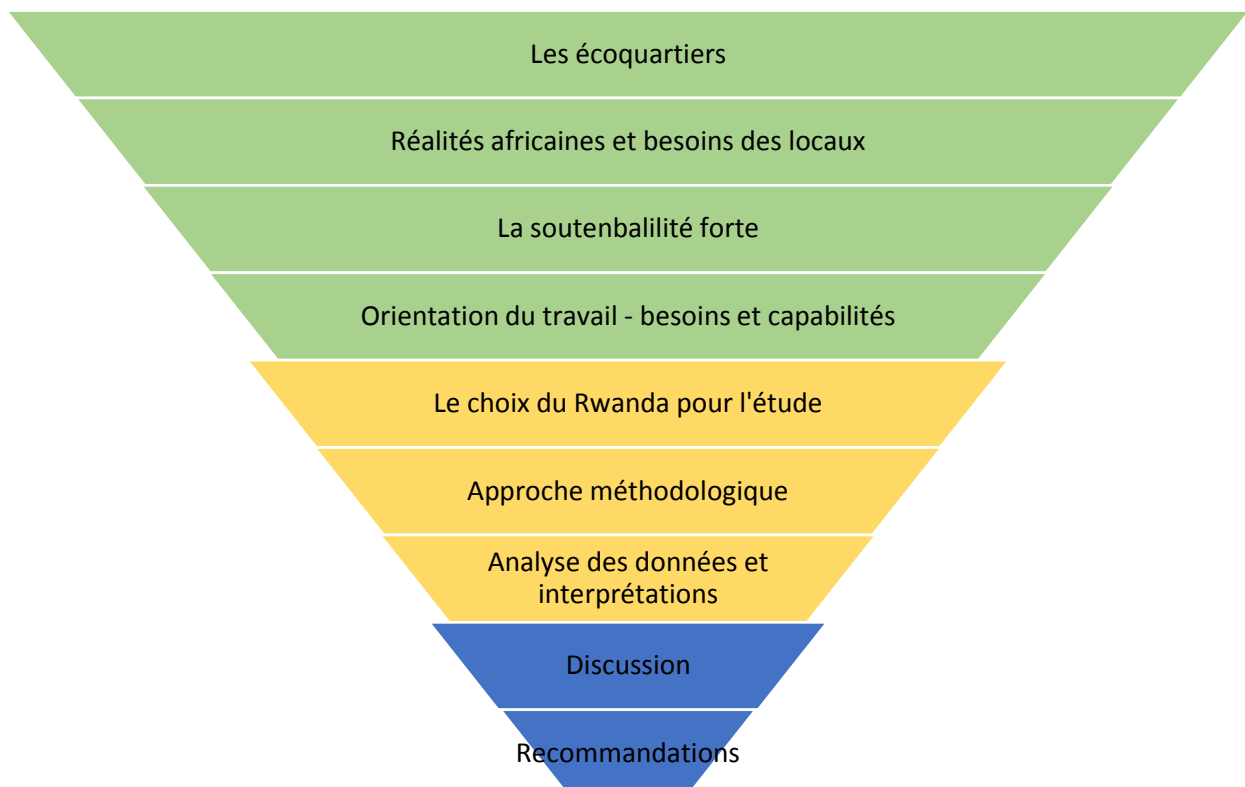 Les écoquartiers
Réalités africaines et besoins des locaux
La soutenbalilité forte
Orientation du travail - besoins et capabilités
Le choix du Rwanda pour l'étude
Approche méthodologique
Analyse des données et
interprétations
Discussion
Recommandations